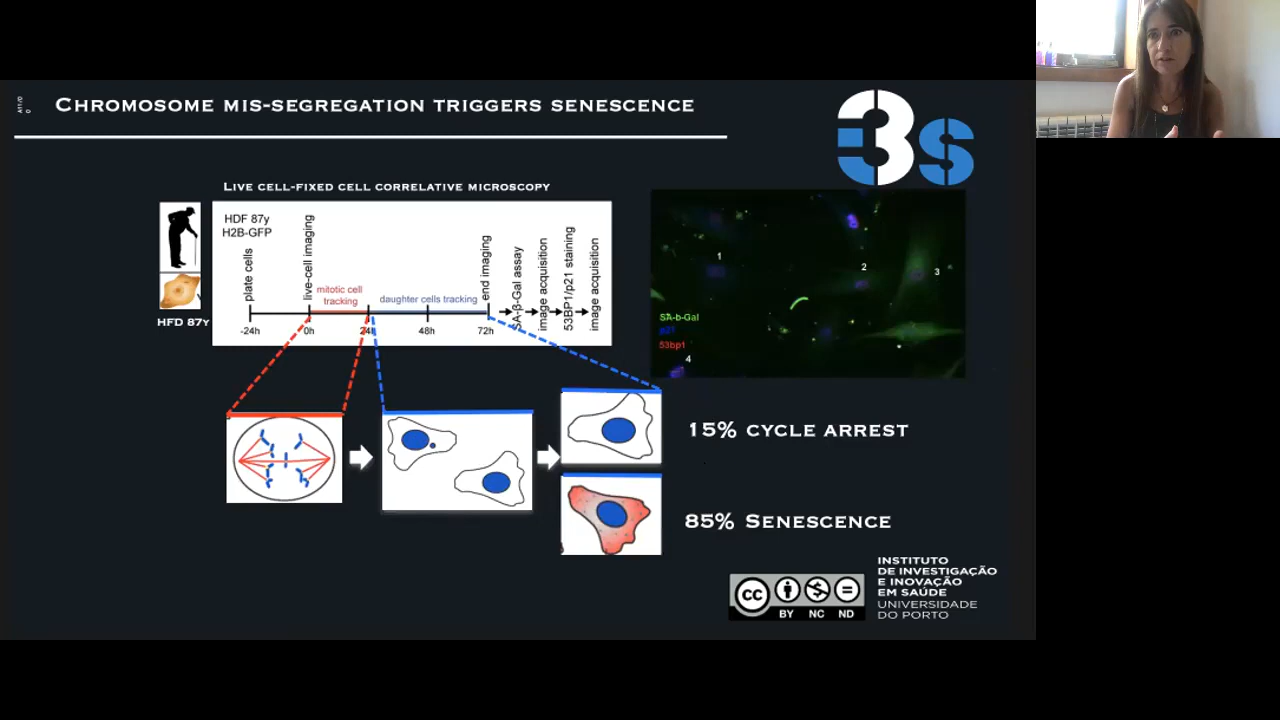 CHROMOSOME MIS-SEGREGATION TRIGGERS SENESCENCE
3s
LIVE CELL-FIXED CELL CORRELATIVE MICROSCOPY
HDF 87y
H2B-GFP
plate cells
live-cell imaging
mitotic cell
tracking
daughter cells tracking
end imaging
SA-β-Gal assay
image acquisition
53BP1/p21 staining
image acquisition
-24h
0h
24h
48h
72h
HFD 87Y
1
2
3
4
SA-b-Gal
p21
53bp1
15% CYCLE ARREST
85% SENESCENCE
cc
BY NC ND
INSTITUTO
DE INVESTIGAÇÃO
E INOVAÇÃO
EM SAÚDE
UNIVERSIDADE
DO PORTO